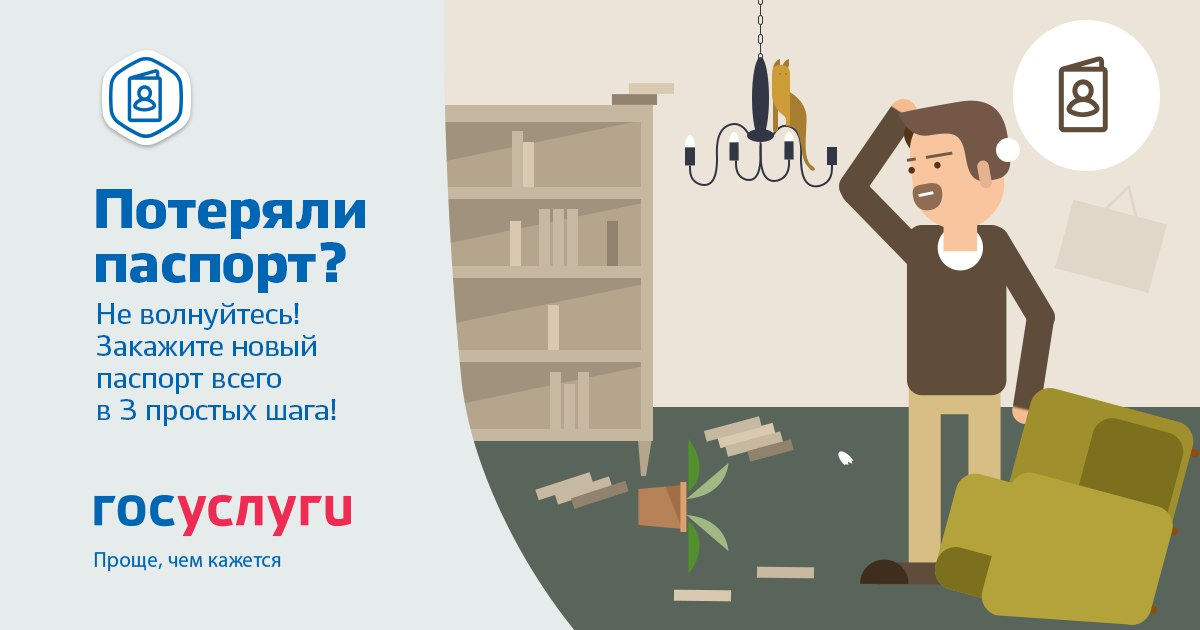 Потеряли
паспорт?
Не волнуйтесь!
Закажите новый
паспорт всего
в 3 простых шага!
госуслуги
Проще, чем кажется